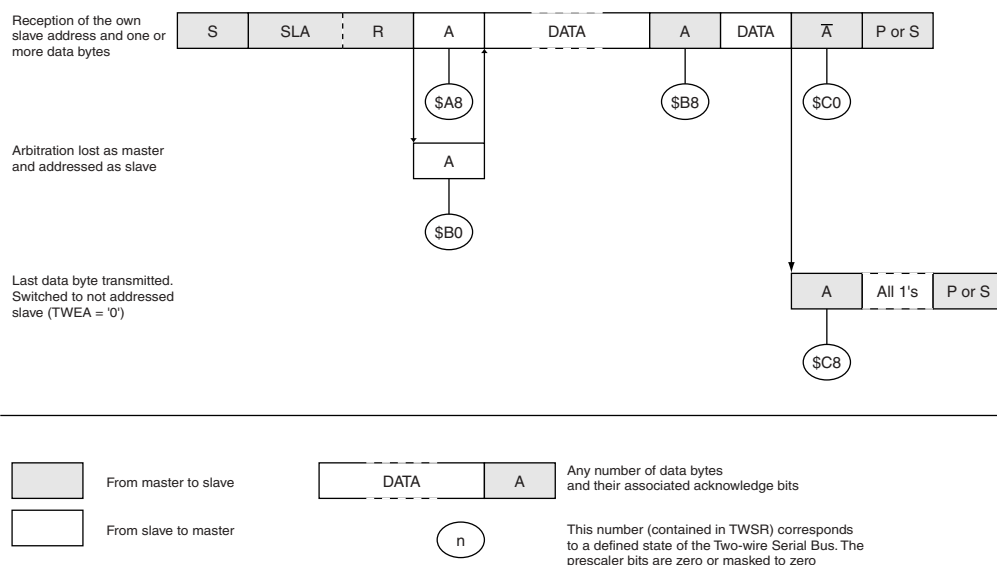 Reception of the own
slave address and one or
more data bytes
S SLA R A DATA A DATA A̅ P or S
$A8 $B8 $C0
Arbitration lost as master
and addressed as slave
A
$B0
Last data byte transmitted.
Switched to not addressed
slave (TWEA = '0')
A All 1's P or S
$C8
From master to slave
DATA A
Any number of data bytes
and their associated acknowledge bits
From slave to master
n
This number (contained in TWSR) corresponds
to a defined state of the Two-wire Serial Bus. The
prescaler bits are zero or masked to zero